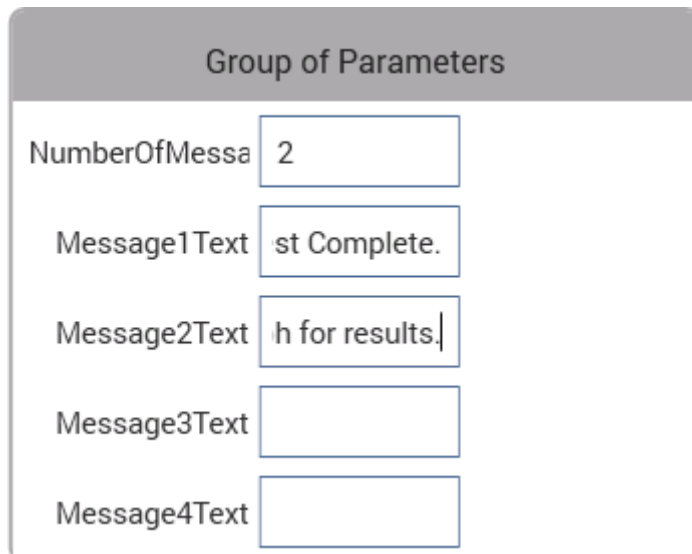 Group of Parameters
NumberOfMessa 2
Message1Text st Complete.
Message2Text h for results.
Message3Text
Message4Text